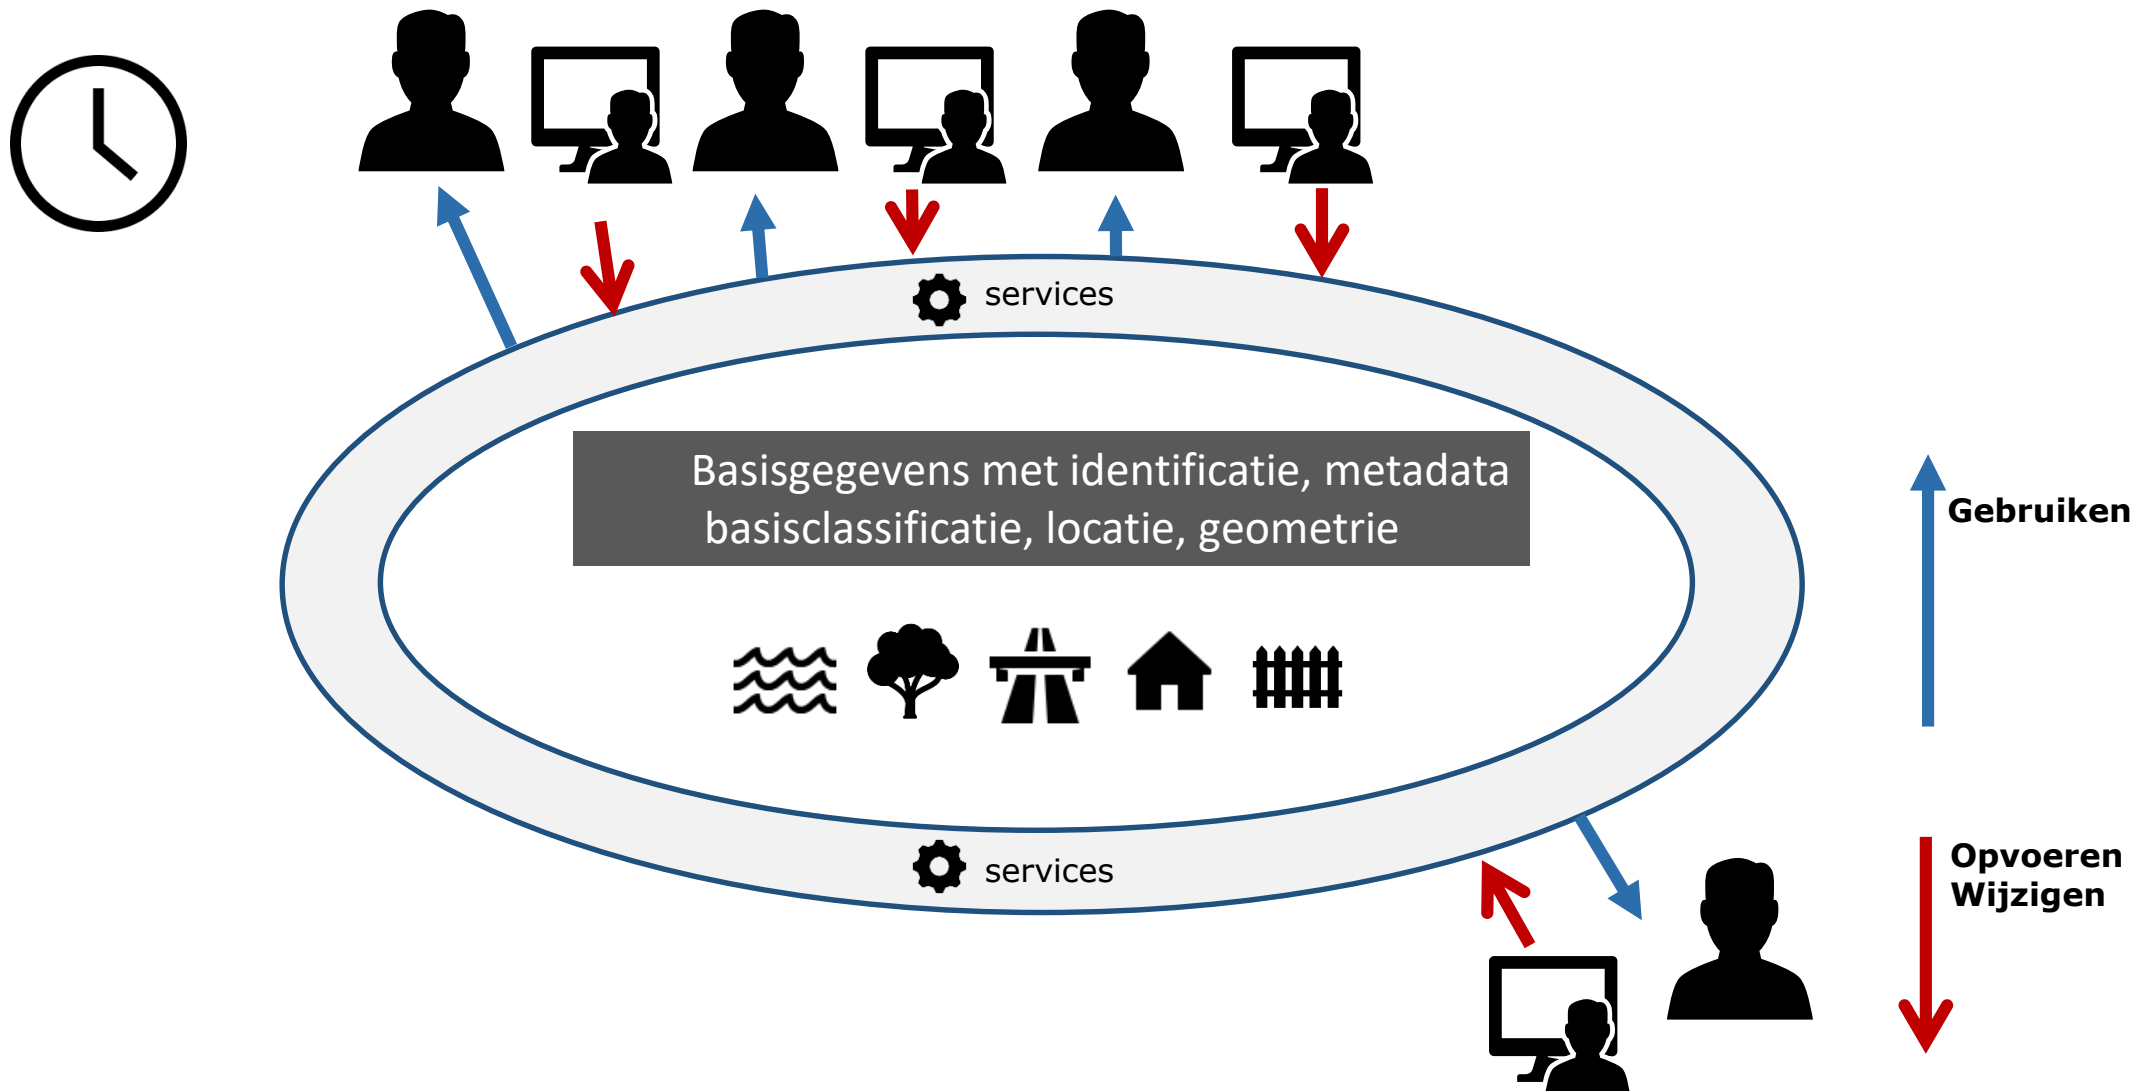 services
Basisgegevens met identificatie, metadata
basisclassificatie, locatie, geometrie
Gebruiken
services
Opvoeren
Wijzigen